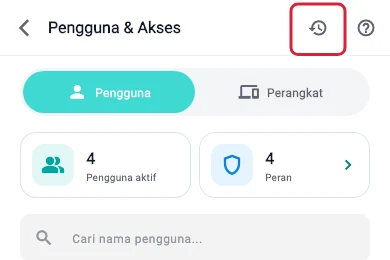 Pengguna & Akses
Pengguna
Perangkat
4
Pengguna aktif
4
Peran
Cari nama pengguna...